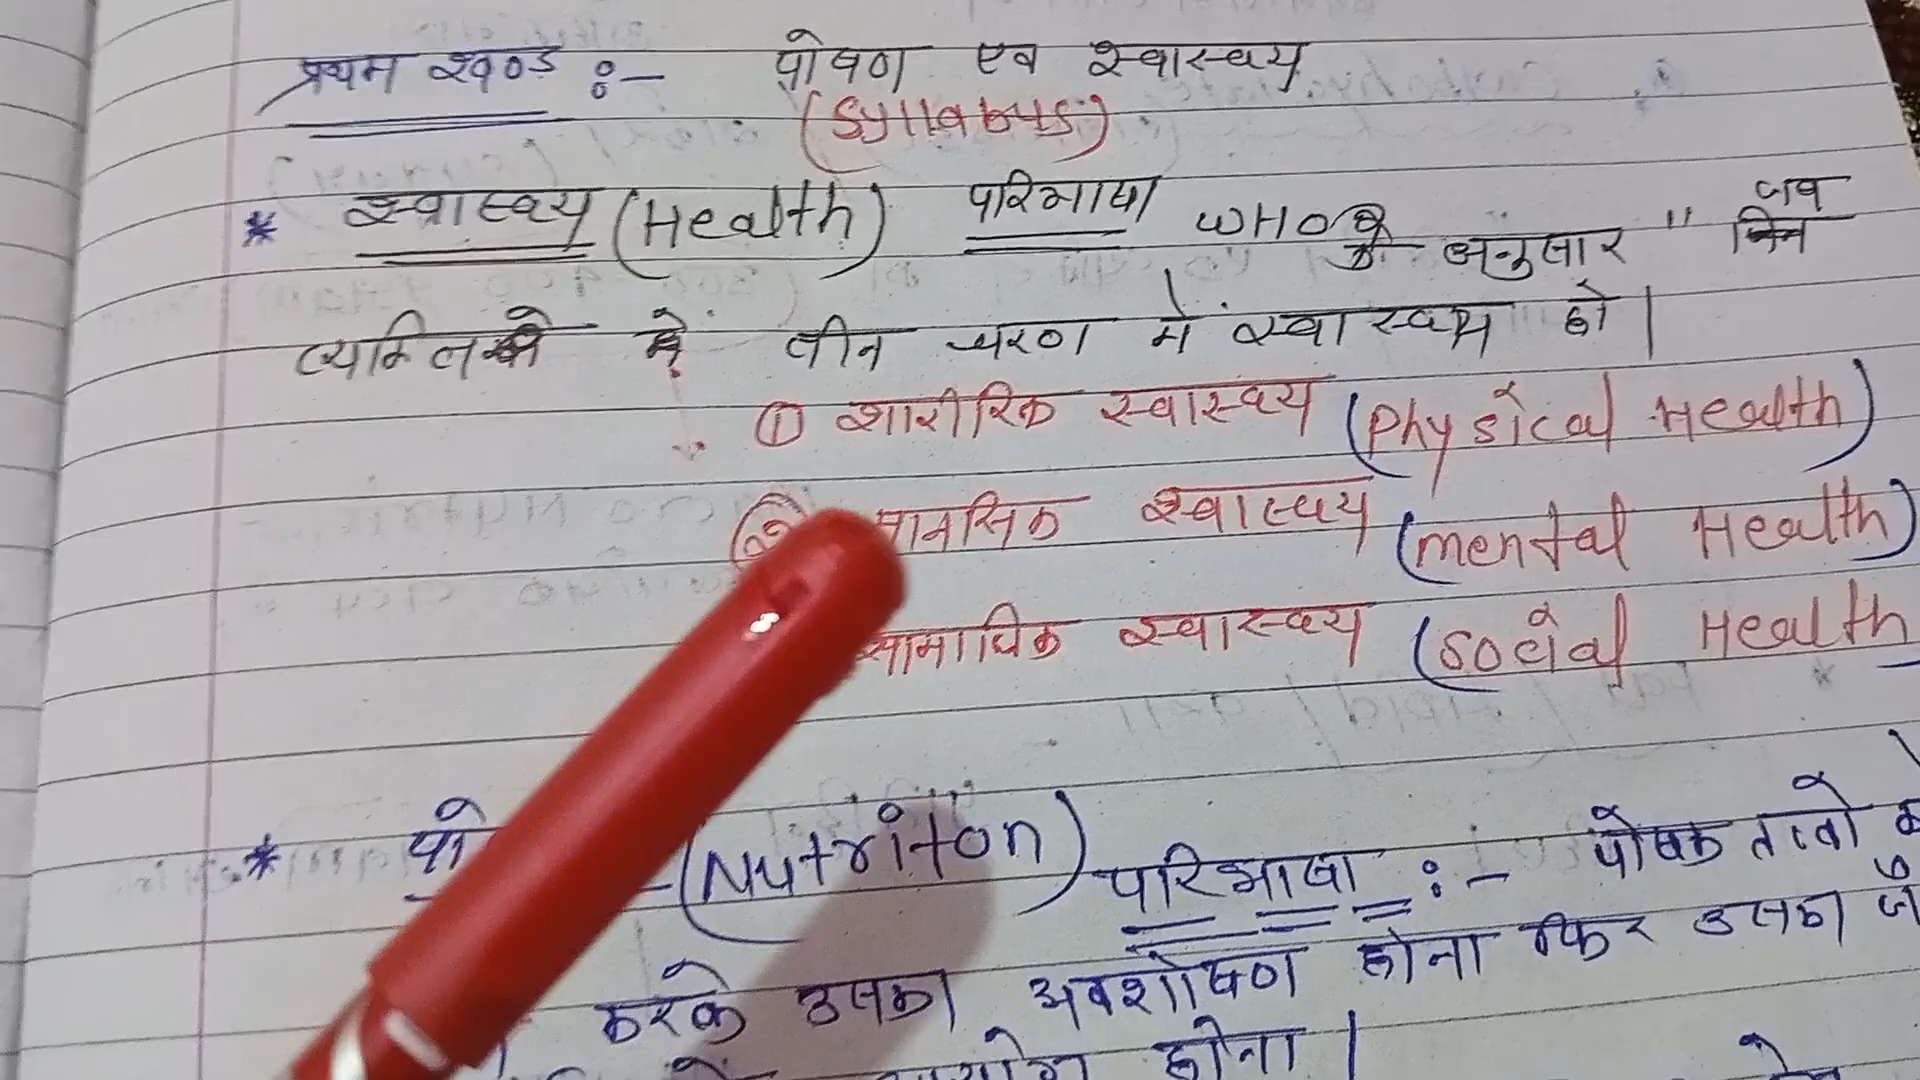 प्रथम खण्ड :- पोषण एव स्वास्थ्य
(Syllabus)
* स्वास्थ्य (Health) परिभाषा WHO के अनुसार " जब
व्यक्ति तीन चरण में स्वास्थ्य हो।
① शारीरिक स्वास्थ्य (Physical Health)
② मानसिक स्वास्थ्य (mental Health)
सामाजिक स्वास्थ्य (social Health
* (Nutriton) परिभाषा :- पोषक तत्वो
करके उसका अवशोषण होना फिर उसका
होना।